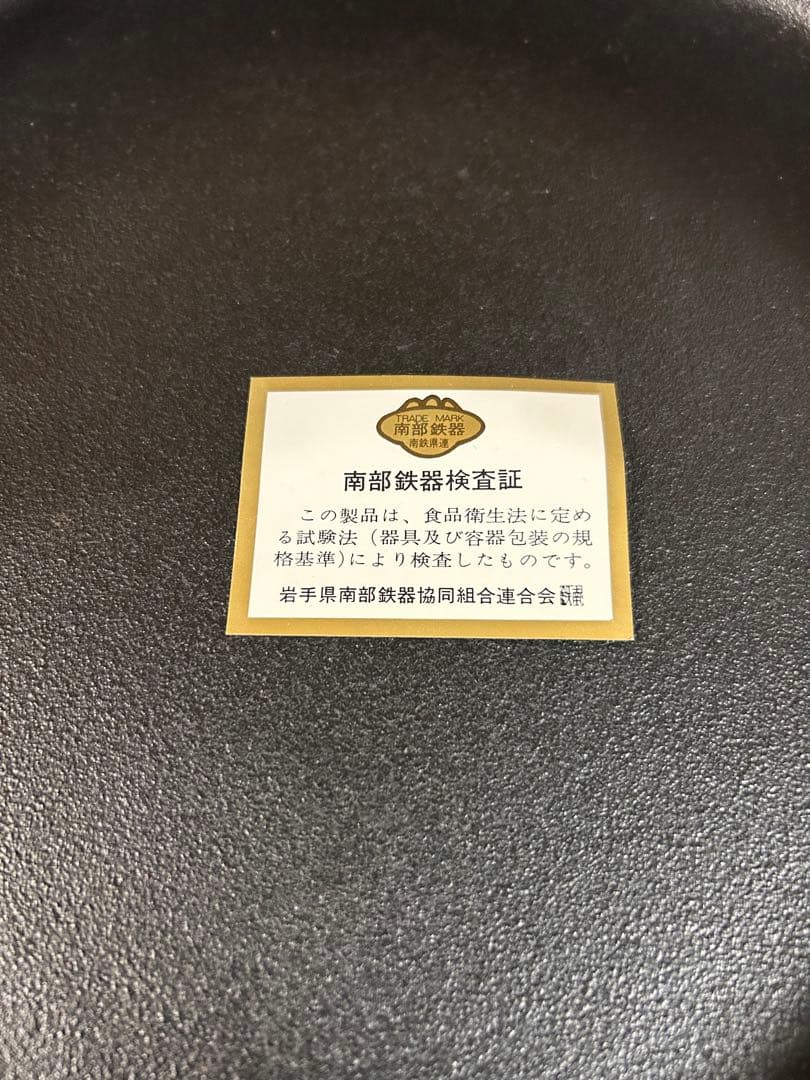 TRADE MARK
南部鉄器
南鉄県連
南部鉄器検査証
この製品は、食品衛生法に定め
る試験法(器具及び容器包装の規
格基準)により検査したものです。
岩手県南部鉄器協同組合連合会